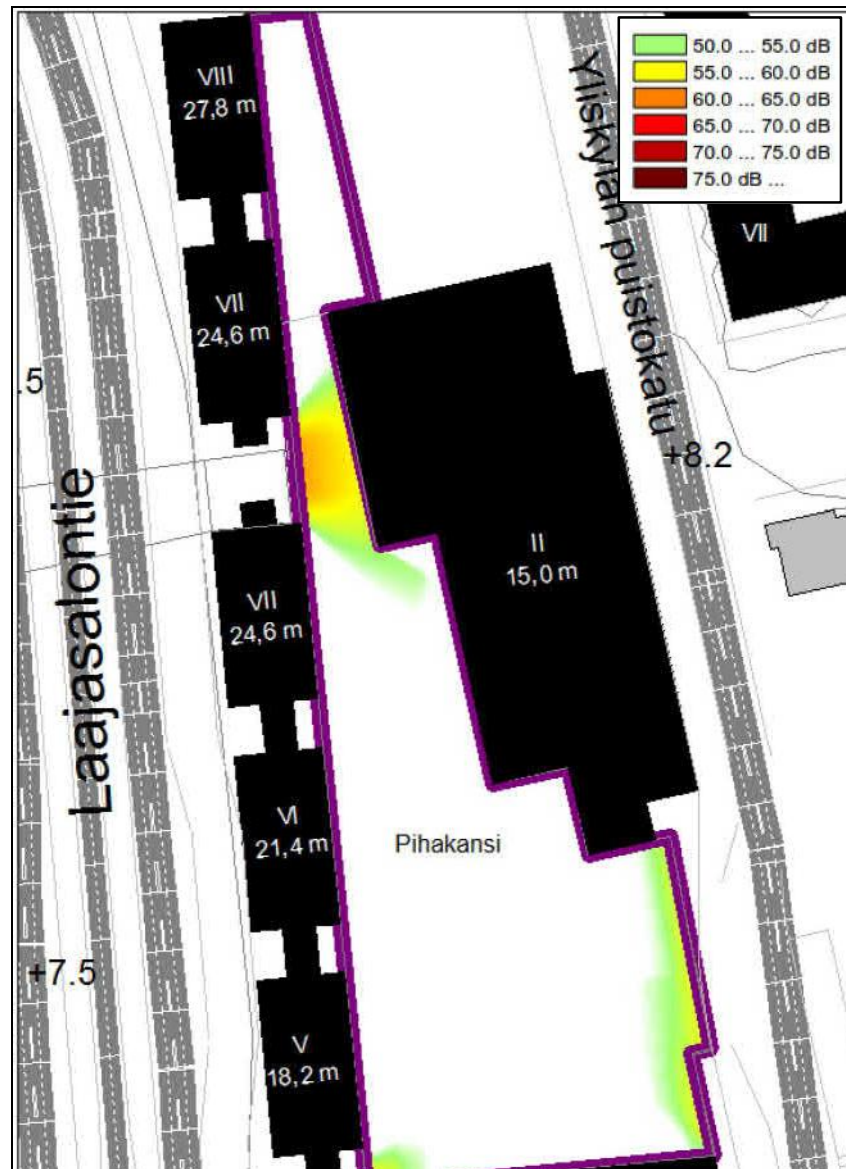 50.0 ... 55.0 dB
55.0 ... 60.0 dB
60.0 ... 65.0 dB
65.0 ... 70.0 dB
70.0 ... 75.0 dB
75.0 dB ...
VIII
27,8 m
Yliskylän puistokatu
VII
VII
24,6 m
.5
+8.2
Laajasalontie
II
15,0 m
VII
24,6 m
VI
21,4 m
Pihakansi
+7.5
V
18,2 m